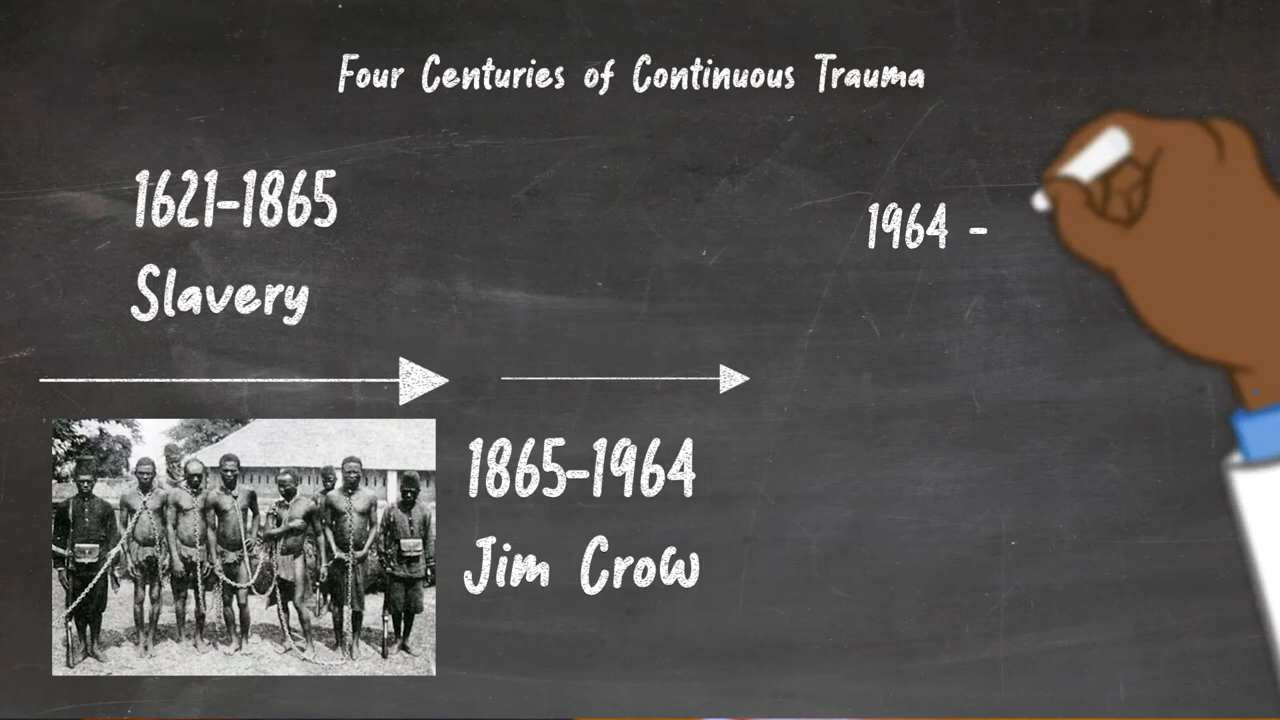 Four Centuries of Continuous Trauma
1621-1865
Slavery
1865-1964
Jim Crow
1964 -